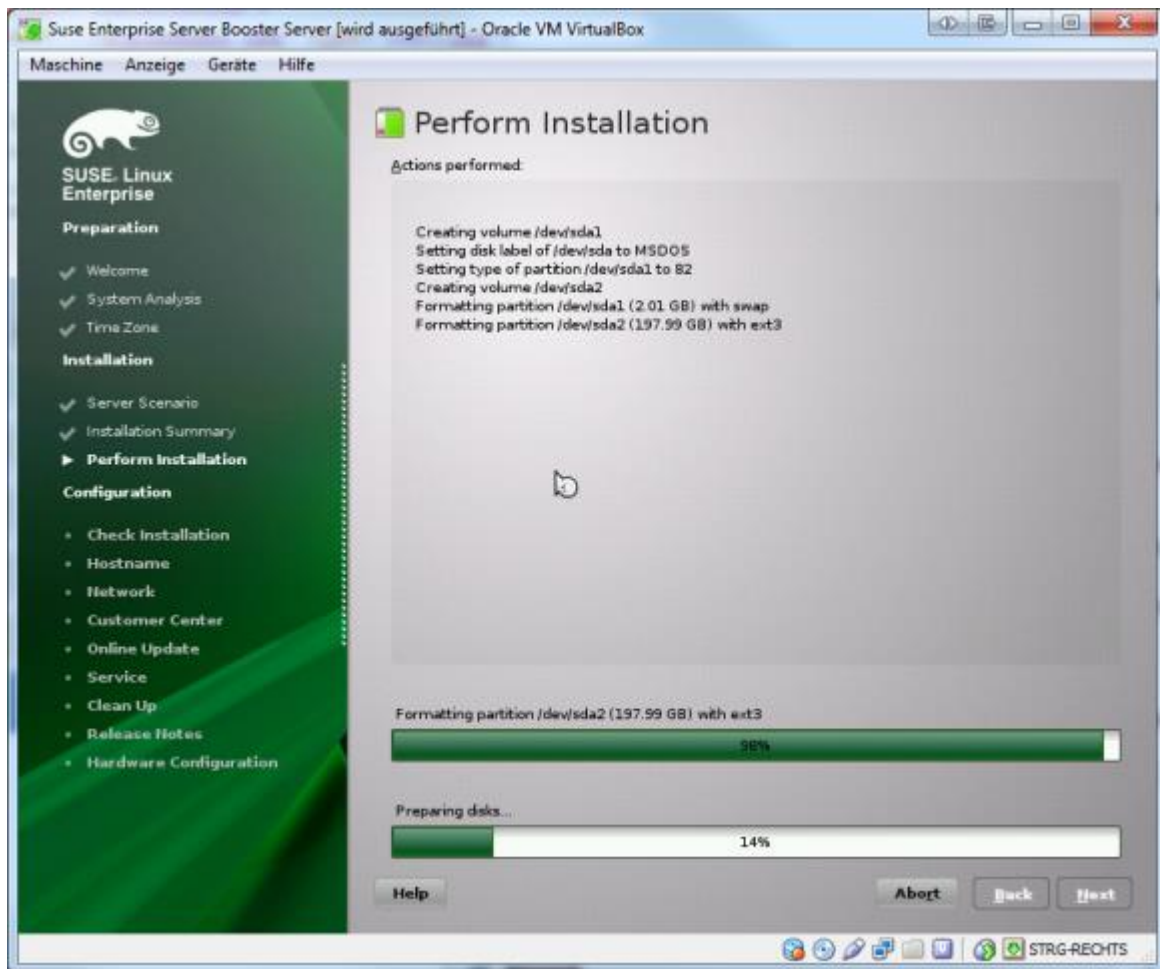 Suse Enterprise Server Booster Server [wird ausgeführt] - Oracle VM VirtualBox
Maschine Anzeige Geräte Hilfe
SUSE. Linux
Enterprise
Preparation
Welcome
System Analysis
Time Zone
Installation
Server Scenario
Installation Summary
Perform Installation
Configuration
Check Installation
Hostname
Network
Customer Center
Online Update
Service
Clean Up
Release Notes
Hardware Configuration
Perform Installation
Actions performed:
Creating volume /dev/sda1
Setting disk label of /dev/sda to MSDOS
Setting type of partition /dev/sda1 to 82
Creating volume /dev/sda2
Formatting partition /dev/sda1 (2.01 GB) with swap
Formatting partition /dev/sda2 (197.99 GB) with ext3
Formatting partition /dev/sda2 (197.99 GB) with ext3
98%
Preparing disks...
14%
Help Abort Back Next
STRG-RECHTS